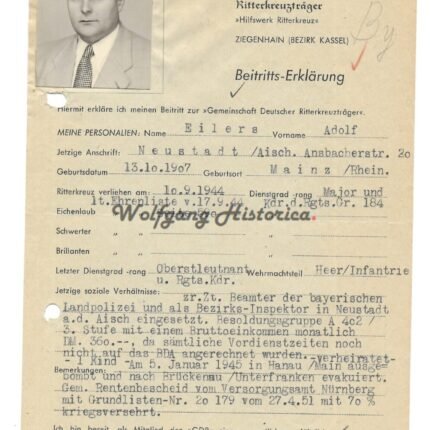 Ritterkreuzträger
»Hilfswerk Ritterkreuz«
ZIEGENHAIN (BEZIRK KASSEL)
Beitritts-Erklärung
Hiermit erkläre ich meinen Beitritt zur »Gemeinschaft Deutscher Ritterkreuzträger«.
MEINE PERSONALIEN: Name Eilers Vorname Adolf
Jetzige Anschrift: Neustadt /Aisch. Ansbacherstr. 20
Geburtsdatum 13.10.1907 Geburtsort Mainz /Rhein.
Ritterkreuz verliehen am: 10.9.1944 Dienstgrad -rang Major und
lt.Ehrenliste v.17.9.44 Kdr.d.Rgts.Gr. 184
Eichenlaub
Wolfgang Historica.
Schwerter " "
Brillanten " "
Letzter Dienstgrad -rang Oberstleutnant Wehrmachtteil Heer/Infantrie
u. Rgts.Kdr.
Jetzige soziale Verhältnisse:
zr.Zt. Beamter der bayerischen
Landpolizei und als Bezirks-Inspektor in Neustadt
a.d. Aisch eingesetzt. Besoldungsgruppe A 4c2
3. Stufe mit einem Bruttoeinkommen monatlich
DM. 360.--, da sämtliche Vordienstzeiten noch
nicht auf das BDA angerechnet wurden.-verheiratet-
- 1 Kind -
Bemerkungen: Am 5. Januar 1945 in Hanau /Main ausge=
bombt und nach Brückenau /Unterfranken evakuiert.
Gem. Rentenbescheid vom Versorgungsamt Nürnberg
mit Grundlisten-Nr. 20 179 vom 27.4.51 mit 70 %
kriegsversehrt.
Ich bin bereit als Mitglied der